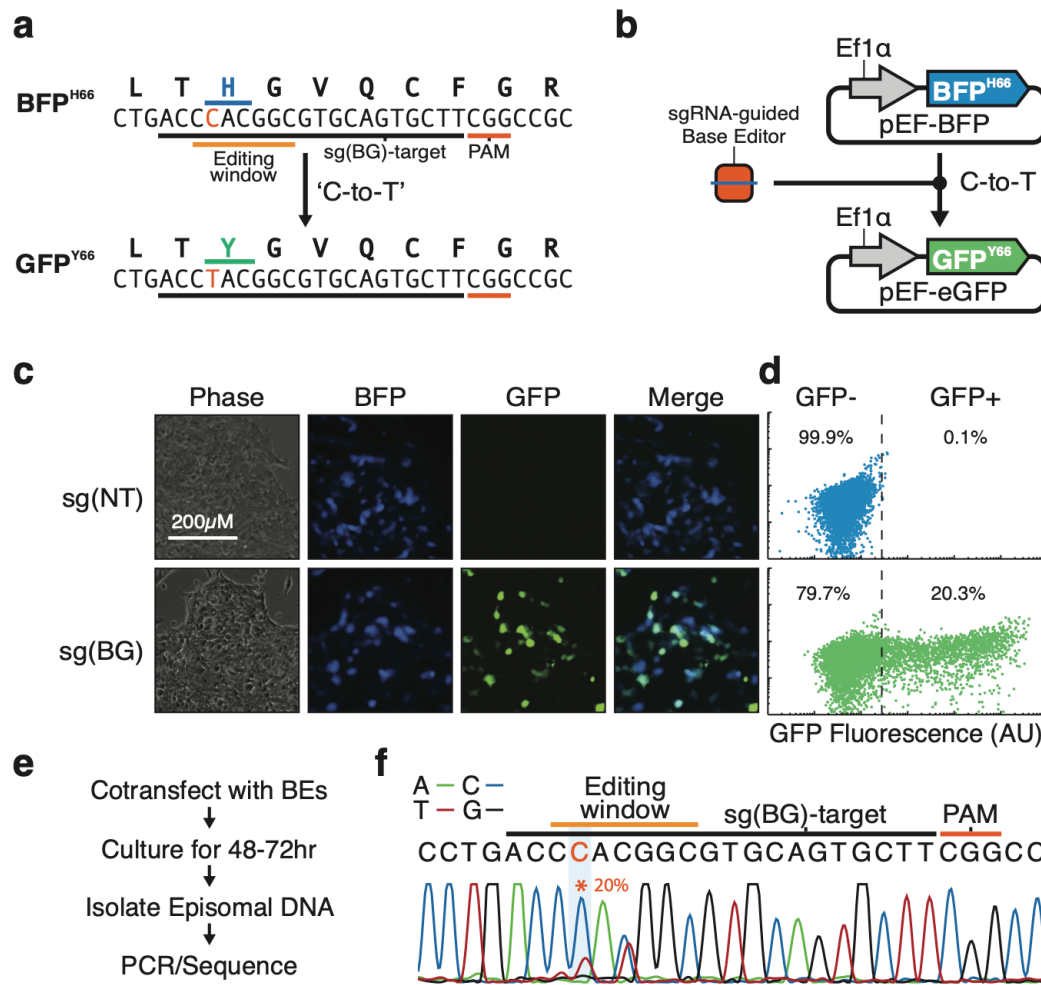 a
L T H G V Q C F G R
BFPH66
CTGACCCACGGCGTGCAGTGCTTCGGCCGC
Editing
window
sg(BG)-target
PAM
‘C-to-T’
L T Y G V Q C F G R
GFPY66
CTGACCTACGGCGTGCAGTGCTTCGGCCGC
b
Ef1α
BFPH66
pEF-BFP
sgRNA-guided
Base Editor
C-to-T
Ef1α
GFPY66
pEF-eGFP
c
Phase BFP GFP Merge
sg(NT)
200µM
sg(BG)
d
GFP- GFP+
99.9% 0.1%
79.7% 20.3%
GFP Fluorescence (AU)
e
Cotransfect with BEs
Culture for 48-72hr
Isolate Episomal DNA
PCR/Sequence
f
A C
T G
Editing
window
sg(BG)-target
PAM
CCTGACCCACGGCGTGCAGTGCTTCGGCC
* 20%